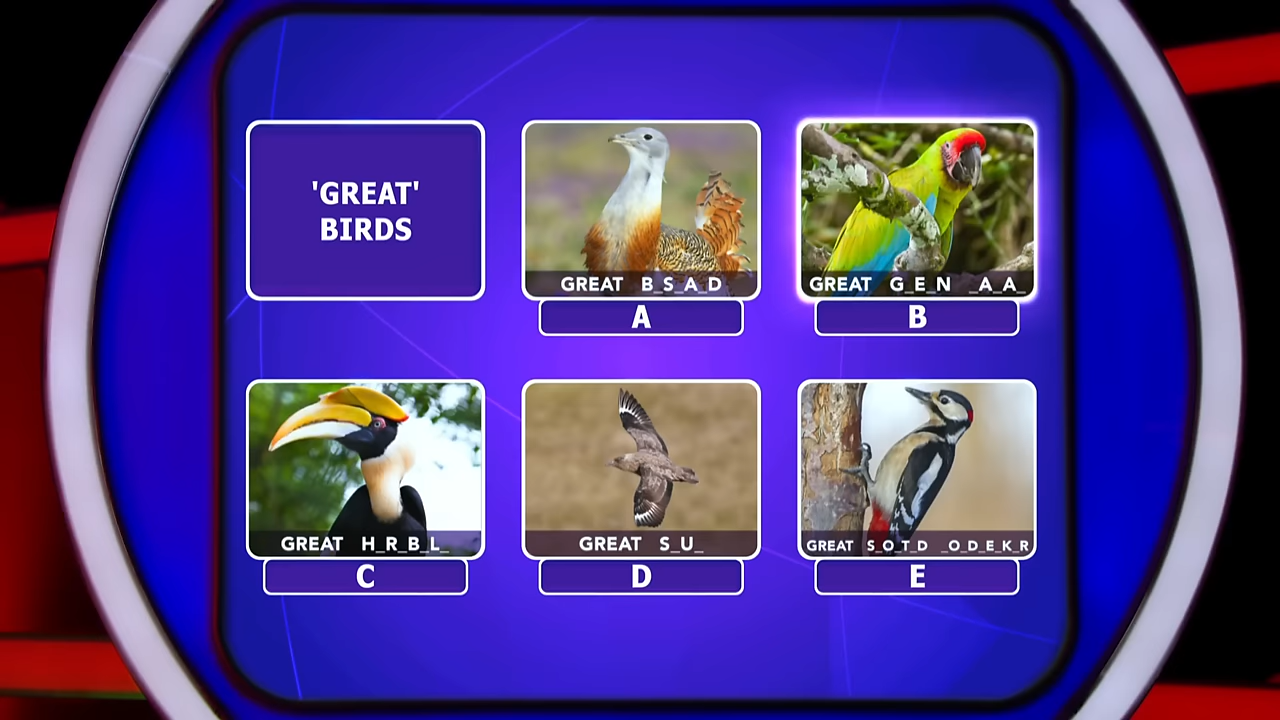 'GREAT'
BIRDS
GREAT B_S_A_D
A
GREAT G_E_N _A_A_
B
GREAT H_R_B_L_
C
GREAT S_U_
D
GREAT S_O_T_D _O_D_E_K_R
E